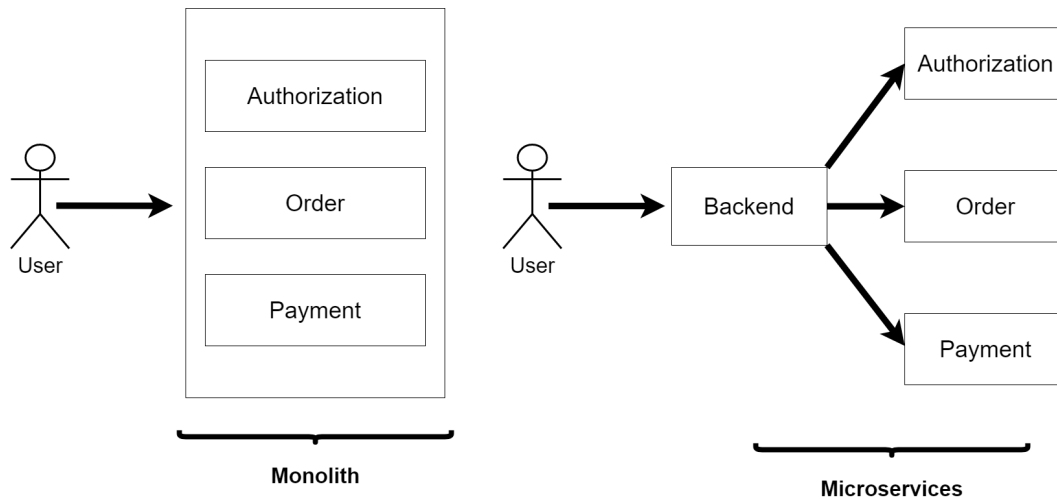 Authorization
Order
Payment
User
Monolith
Authorization
Backend
Order
User
Payment
Microservices